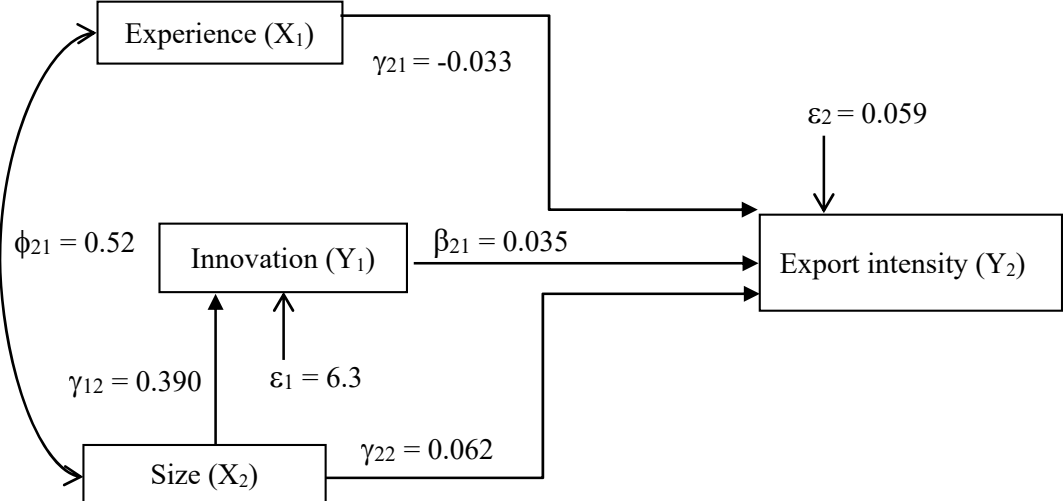 Experience (X₁)
γ₂₁ = -0.033
ε₂ = 0.059
ϕ₂₁ = 0.52
Innovation (Y₁)
β₂₁ = 0.035
Export intensity (Y₂)
γ₁₂ = 0.390
ε₁ = 6.3
Size (X₂)
γ₂₂ = 0.062